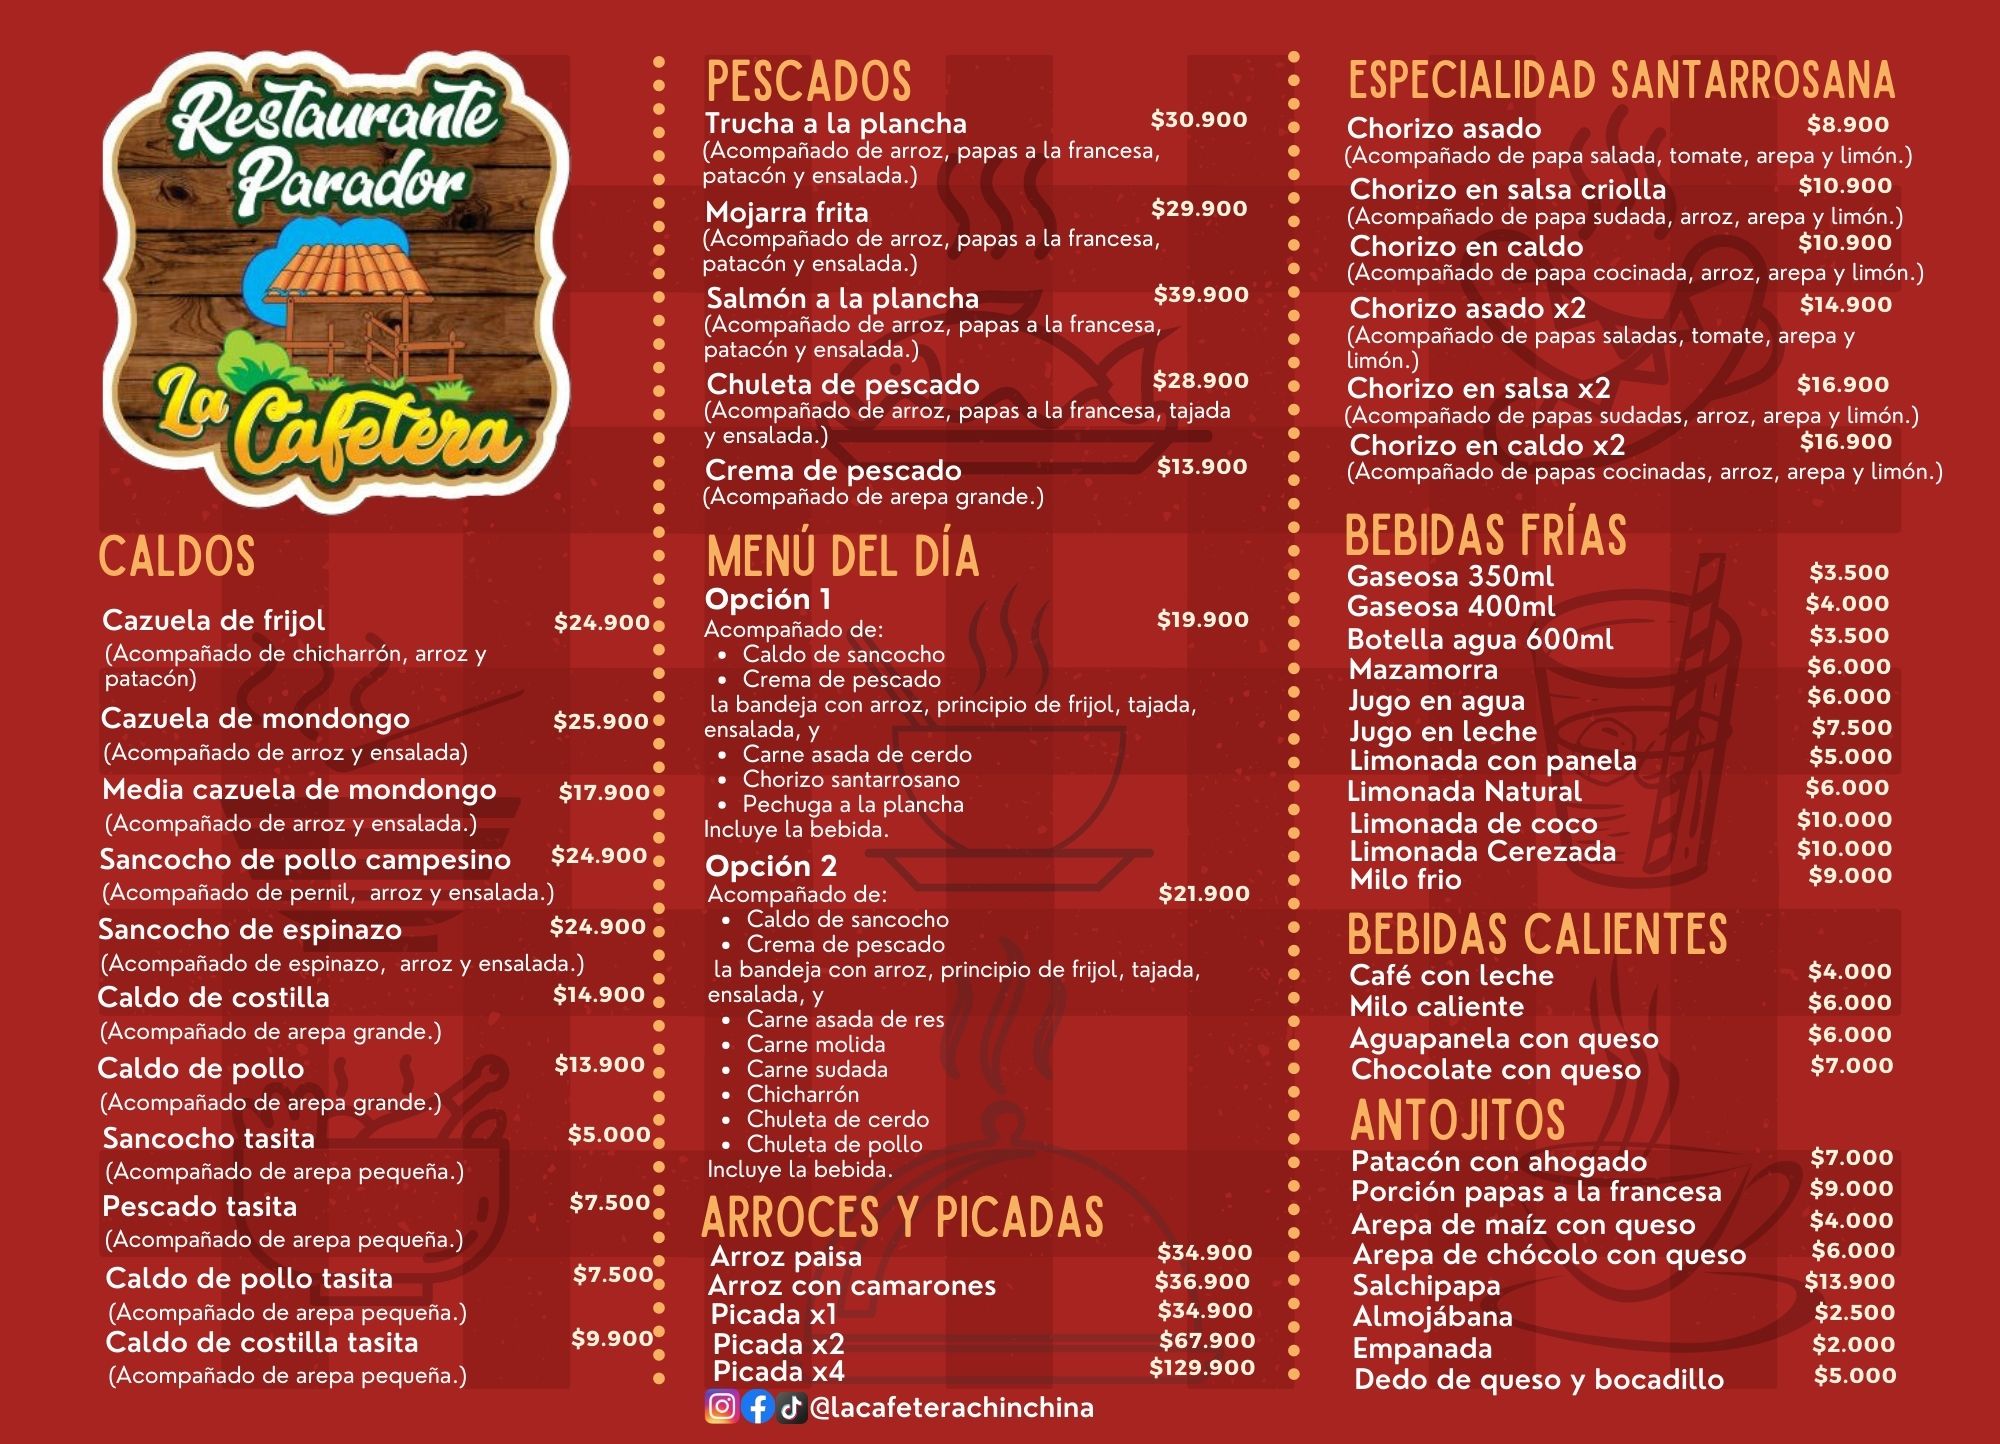 Restaurante
Parador
La Cafetera
CALDOS
Cazuela de frijol $24.900
(Acompañado de chicharrón, arroz y
patacón)
Cazuela de mondongo $25.900
(Acompañado de arroz y ensalada)
Media cazuela de mondongo $17.900
(Acompañado de arroz y ensalada.)
Sancocho de pollo campesino $24.900
(Acompañado de pernil, arroz y ensalada.)
Sancocho de espinazo $24.900
(Acompañado de espinazo, arroz y ensalada.)
Caldo de costilla $14.900
(Acompañado de arepa grande.)
Caldo de pollo $13.900
(Acompañado de arepa grande.)
Sancocho tasita $5.000
(Acompañado de arepa pequeña.)
Pescado tasita $7.500
(Acompañado de arepa pequeña.)
Caldo de pollo tasita $7.500
(Acompañado de arepa pequeña.)
Caldo de costilla tasita $9.900
(Acompañado de arepa pequeña.)
PESCADOS
Trucha a la plancha $30.900
(Acompañado de arroz, papas a la francesa,
patacón y ensalada.)
Mojarra frita $29.900
(Acompañado de arroz, papas a la francesa,
patacón y ensalada.)
Salmón a la plancha $39.900
(Acompañado de arroz, papas a la francesa,
patacón y ensalada.)
Chuleta de pescado $28.900
(Acompañado de arroz, papas a la francesa, tajada
y ensalada.)
Crema de pescado $13.900
(Acompañado de arepa grande.)
MENÚ DEL DÍA
Opción 1
Acompañado de: $19.900
• Caldo de sancocho
• Crema de pescado
la bandeja con arroz, principio de frijol, tajada,
ensalada, y
• Carne asada de cerdo
• Chorizo santarrosano
• Pechuga a la plancha
Incluye la bebida.
Opción 2
Acompañado de: $21.900
• Caldo de sancocho
• Crema de pescado
la bandeja con arroz, principio de frijol, tajada,
ensalada, y
• Carne asada de res
• Carne molida
• Carne sudada
• Chicharrón
• Chuleta de cerdo
• Chuleta de pollo
Incluye la bebida.
ARROCES Y PICADAS
Arroz paisa $34.900
Arroz con camarones $36.900
Picada x1 $34.900
Picada x2 $67.900
Picada x4 $129.900
@lacafeterachinchina
ESPECIALIDAD SANTARROSANA
Chorizo asado $8.900
(Acompañado de papa salada, tomate, arepa y limón.)
Chorizo en salsa criolla $10.900
(Acompañado de papa sudada, arroz, arepa y limón.)
Chorizo en caldo $10.900
(Acompañado de papa cocinada, arroz, arepa y limón.)
Chorizo asado x2 $14.900
(Acompañado de papas saladas, tomate, arepa y
limón.)
Chorizo en salsa x2 $16.900
(Acompañado de papas sudadas, arroz, arepa y limón.)
Chorizo en caldo x2 $16.900
(Acompañado de papas cocinadas, arroz, arepa y limón.)
BEBIDAS FRÍAS
Gaseosa 350ml $3.500
Gaseosa 400ml $4.000
Botella agua 600ml $3.500
Mazamorra $6.000
Jugo en agua $6.000
Jugo en leche $7.500
Limonada con panela $5.000
Limonada Natural $6.000
Limonada de coco $10.000
Limonada Cerezada $10.000
Milo frio $9.000
BEBIDAS CALIENTES
Café con leche $4.000
Milo caliente $6.000
Aguapanela con queso $6.000
Chocolate con queso $7.000
ANTOJITOS
Patacón con ahogado $7.000
Porción papas a la francesa $9.000
Arepa de maíz con queso $4.000
Arepa de chócolo con queso $6.000
Salchipapa $13.900
Almojábana $2.500
Empanada $2.000
Dedo de queso y bocadillo $5.000